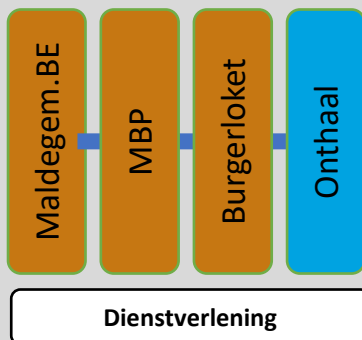 Maldegem.BE
MBP
Burgerloket
Onthaal
Dienstverlening